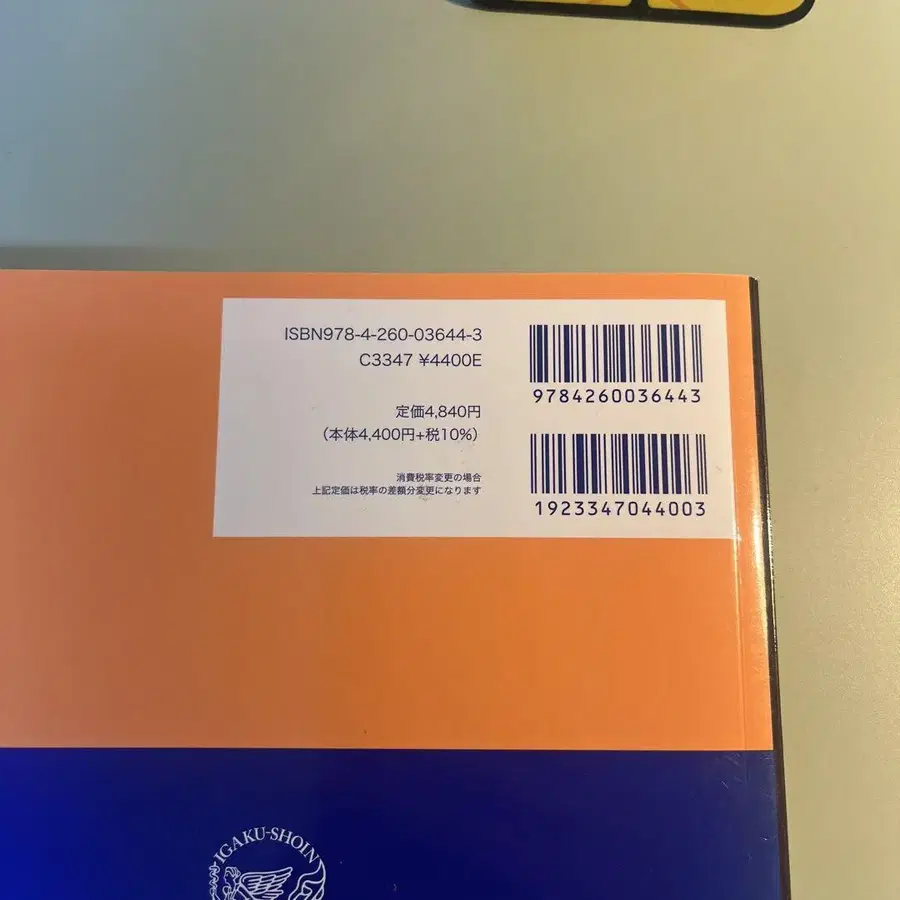 ISBN978-4-260-03644-3
C3347 ¥4400E
定価4,840円
（本体4,400円+税10%）
消費税率変更の場合
上記定価は税率の差額分変更になります
9784260036443
1923347044003
IGAKU-SHOIN